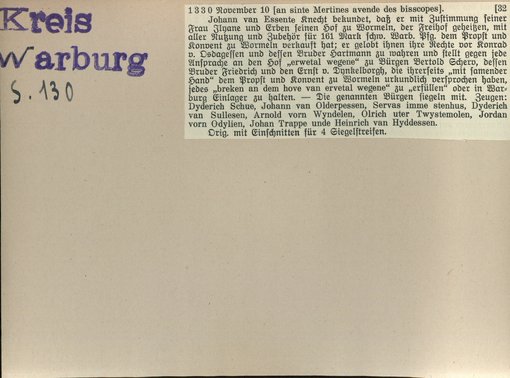 Kreis
Warburg
S. 130
1330 November 10 [an sinte Mertines avende des bisscopes]. [32
Johann van Essente Knecht bekundet, daß er mit Zustimmung seiner
Frau Ilyane und Erben seinen Hof zu Wormeln, der Freihof geheißen, mit
aller Nutzung und Zubehör für 161 Mark schw. Warb. Pfg. dem Propst und
Konvent zu Wormeln verkauft hat; er gelobt ihnen ihre Rechte vor Konrad
v. Osdagessen und dessen Bruder Hartmann zu wahren und stellt gegen jede
Ansprache an den Hof „erwetal wegene“ zu Bürgen Bertold Scherv, dessen
Bruder Friedrich und den Ernst v. Dynkelborgh, die ihrerseits „mit samender
Hand“ dem Propst und Konvent zu Wormeln urkundlich versprochen haben,
jedes „breken an dem hove van ervetal wegene“ zu „erfüllen“ oder in War-
burg Einlager zu halten. — Die genannten Bürgen siegeln mit. Zeugen:
Dyderich Schue, Johann van Olderpessen, Servas imme stenhus, Dyderich
van Sullesen, Arnold vorn Wyndelen, Olrich uter Twystemolen, Jordan
vorn Odylien, Johan Trappe unde Heinrich van Hyddessen.
Orig. mit Einschnitten für 4 Siegelstreifen.